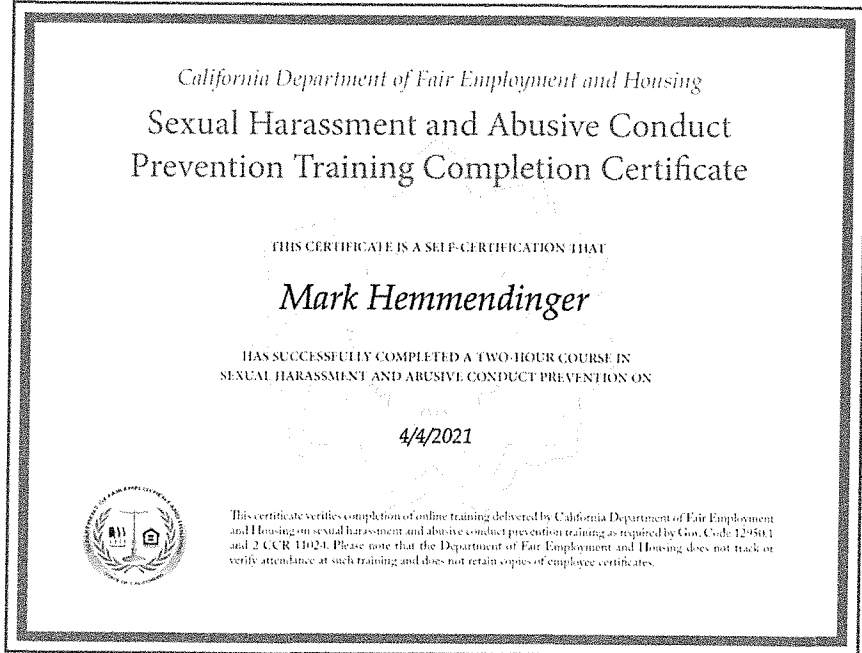 California Department of Fair Employment and Housing
Sexual Harassment and Abusive Conduct
Prevention Training Completion Certificate
THIS CERTIFICATE IS A SELF-CERTIFICATION THAT
Mark Hemmendinger
HAS SUCCESSFULLY COMPLETED A TWO-HOUR COURSE IN
SEXUAL HARASSMENT AND ABUSIVE CONDUCT PREVENTION ON
4/4/2021
This certificate verifies completion of online training delivered by California Department of Fair Employment
and Housing on sexual harassment and abusive conduct prevention training as required by Gov. Code 12950.1
and 2 CCR 11024. Please note that the Department of Fair Employment and Housing does not track or
verify attendance at such training and does not retain copies of employee certificates.